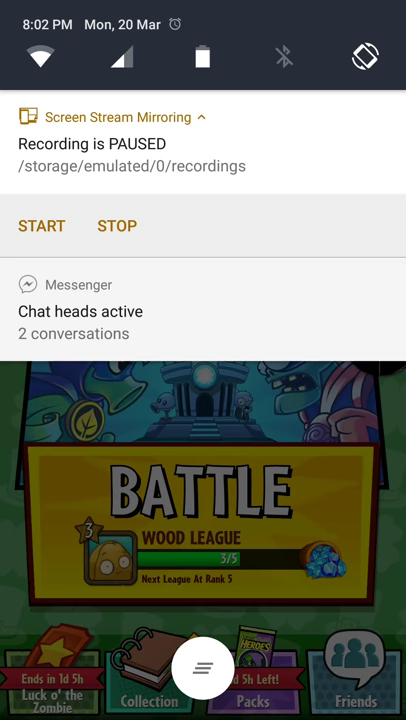 8:02 PM Mon, 20 Mar
Screen Stream Mirroring
Recording is PAUSED
/storage/emulated/0/recordings
START STOP
Messenger
Chat heads active
2 conversations
BATTLE
3
WOOD LEAGUE
3/5
Next League At Rank 5
HEROES
Ends in 1d 5h
d 5h Left!
Luck o' the
Zombie
Collection
Packs
Friends